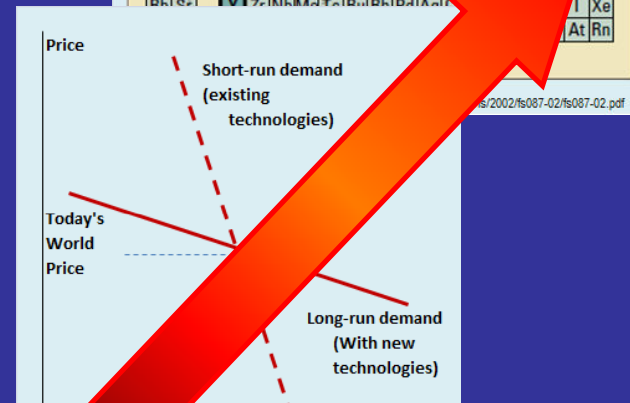 Xe
At Rn
s/2002/fs087-02/fs087-02.pdf
Price
Short-run demand
(existing
technologies)
Today's
World
Price
Long-run demand
(With new
technologies)